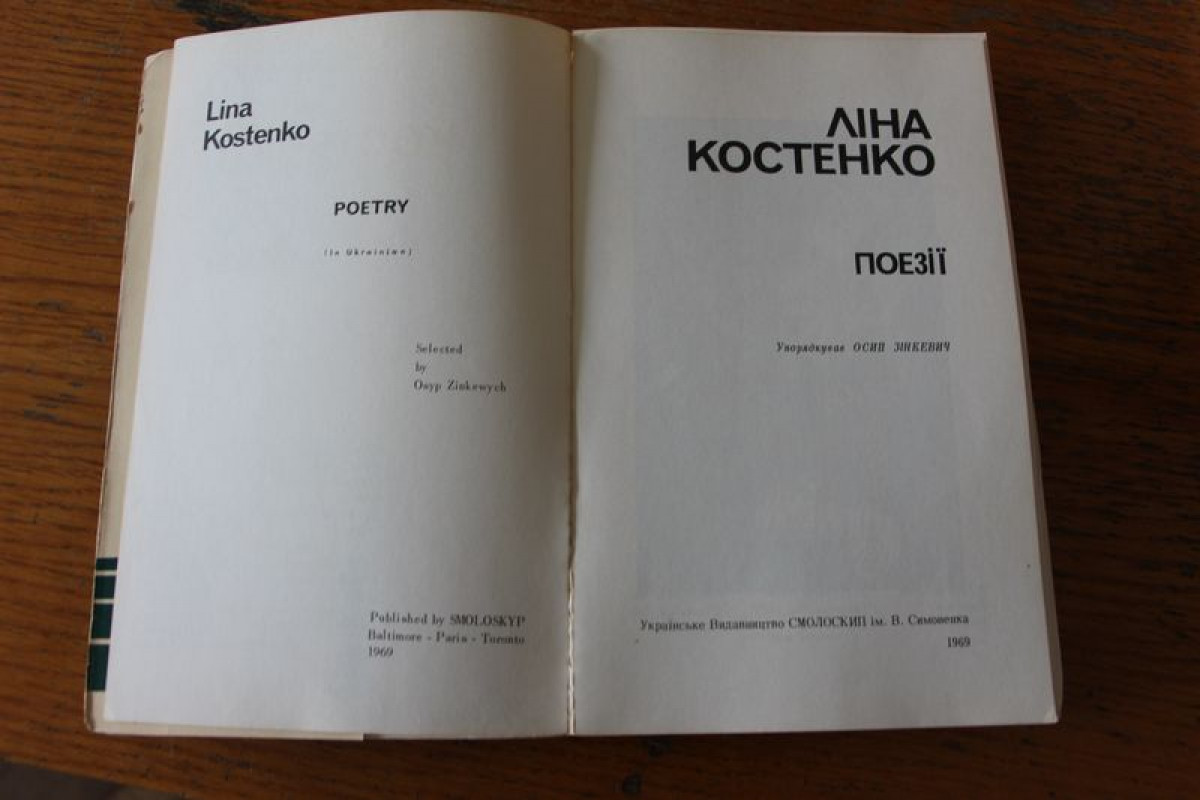 Lina
Kostenko
POETRY
(In Ukrainian)
Selected
by
Osyp Zinkewych
Published by SMOLOSKYP
Baltimore - Paris - Toronto
1969
ЛІНА
КОСТЕНКО
ПОЕЗІЇ
Упорядкував ОСИП ЗІНКЕВИЧ
Українське Видавництво СМОЛОСКИП ім. В. Симоненка
1969